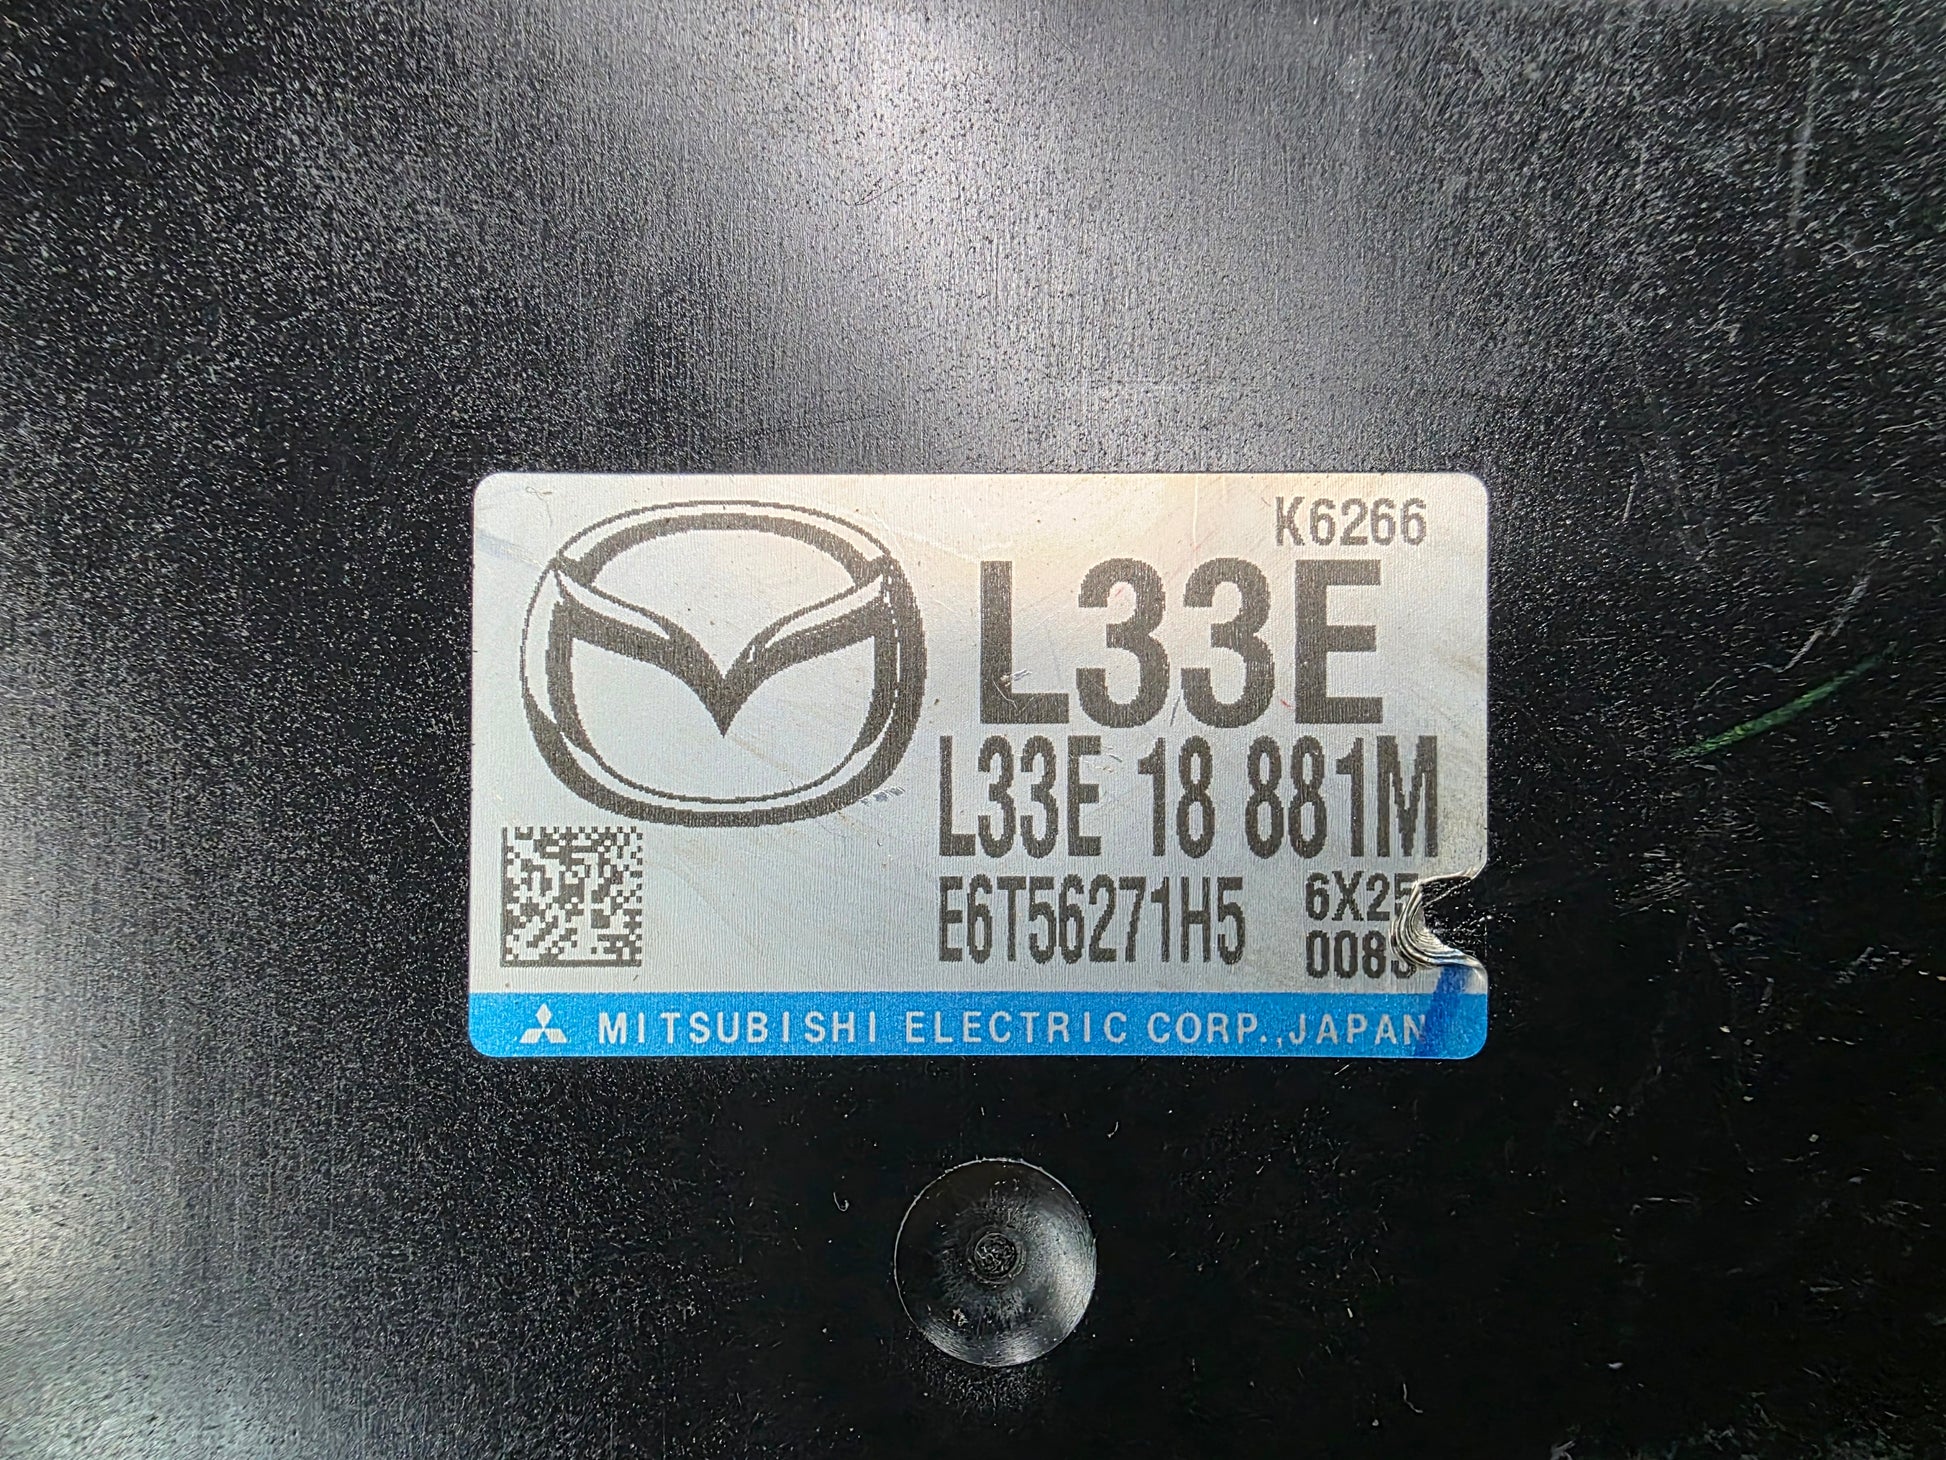 K6266
L33E
L33E 18 881M
E6T56271H5 6X25
008
MITSUBISHI ELECTRIC CORP.,JAPAN